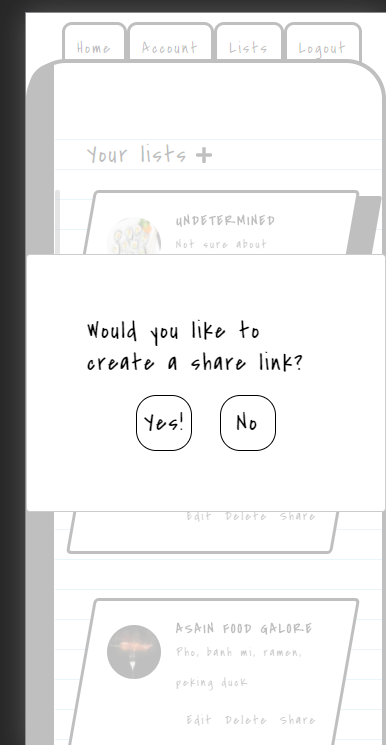 Home Account Lists Logout
Your lists +
UNDETERMINED
Not sure about
Would you like to
create a share link?
Yes! No
Edit Delete Share
ASAIN FOOD GALORE
Pho, banh mi, ramen,
peking duck
Edit Delete Share